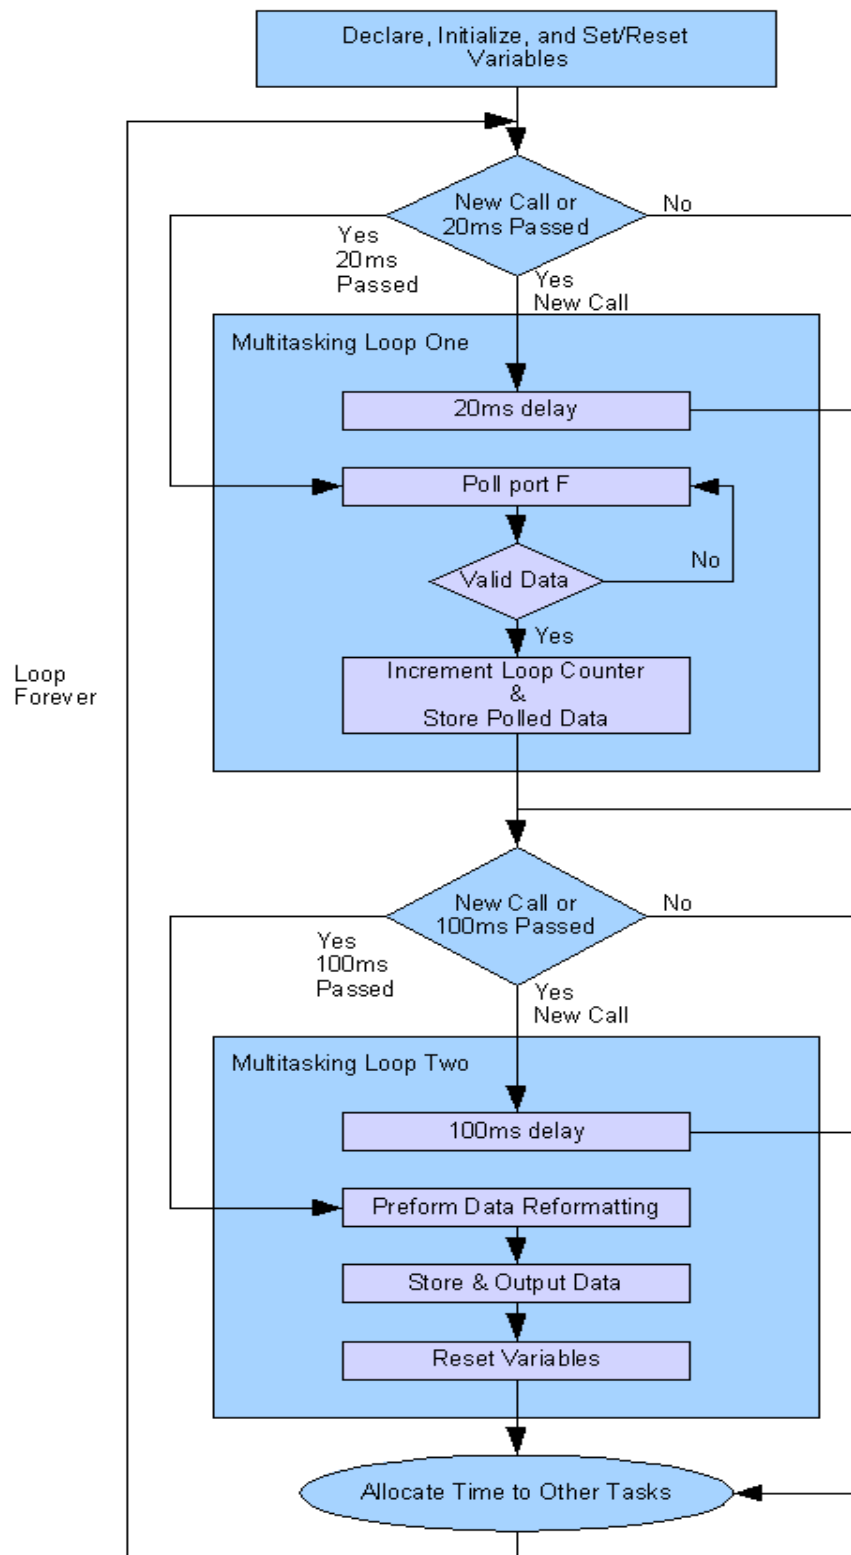 Declare, Initialize, and Set/Reset
Variables
New Call or
20ms Passed
No
Yes
20ms
Passed
Yes
New Call
Multitasking Loop One
20ms delay
Poll port F
Valid Data
No
Yes
Increment Loop Counter
&
Store Polled Data
Loop
Forever
New Call or
100ms Passed
No
Yes
100ms
Passed
Yes
New Call
Multitasking Loop Two
100ms delay
Preform Data Reformatting
Store & Output Data
Reset Variables
Allocate Time to Other Tasks